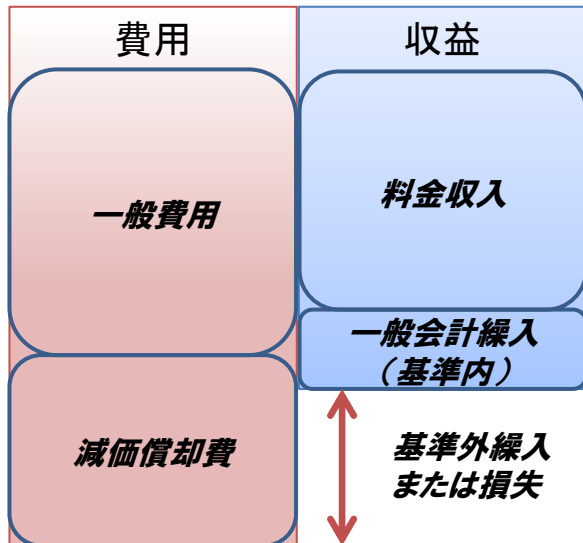 費用
収益
一般費用
料金収入
一般会計繰入
（基準内）
減価償却費
基準外繰入
または損失